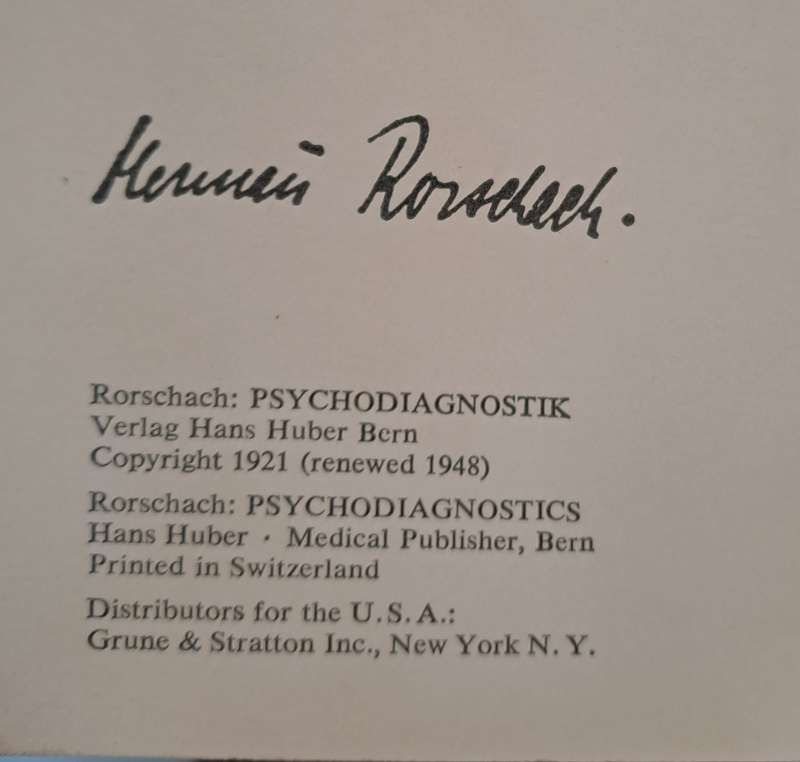 Herman̄ Rorschach.
Rorschach: PSYCHODIAGNOSTIK
Verlag Hans Huber Bern
Copyright 1921 (renewed 1948)
Rorschach: PSYCHODIAGNOSTICS
Hans Huber · Medical Publisher, Bern
Printed in Switzerland
Distributors for the U.S.A.:
Grune & Stratton Inc., New York N. Y.